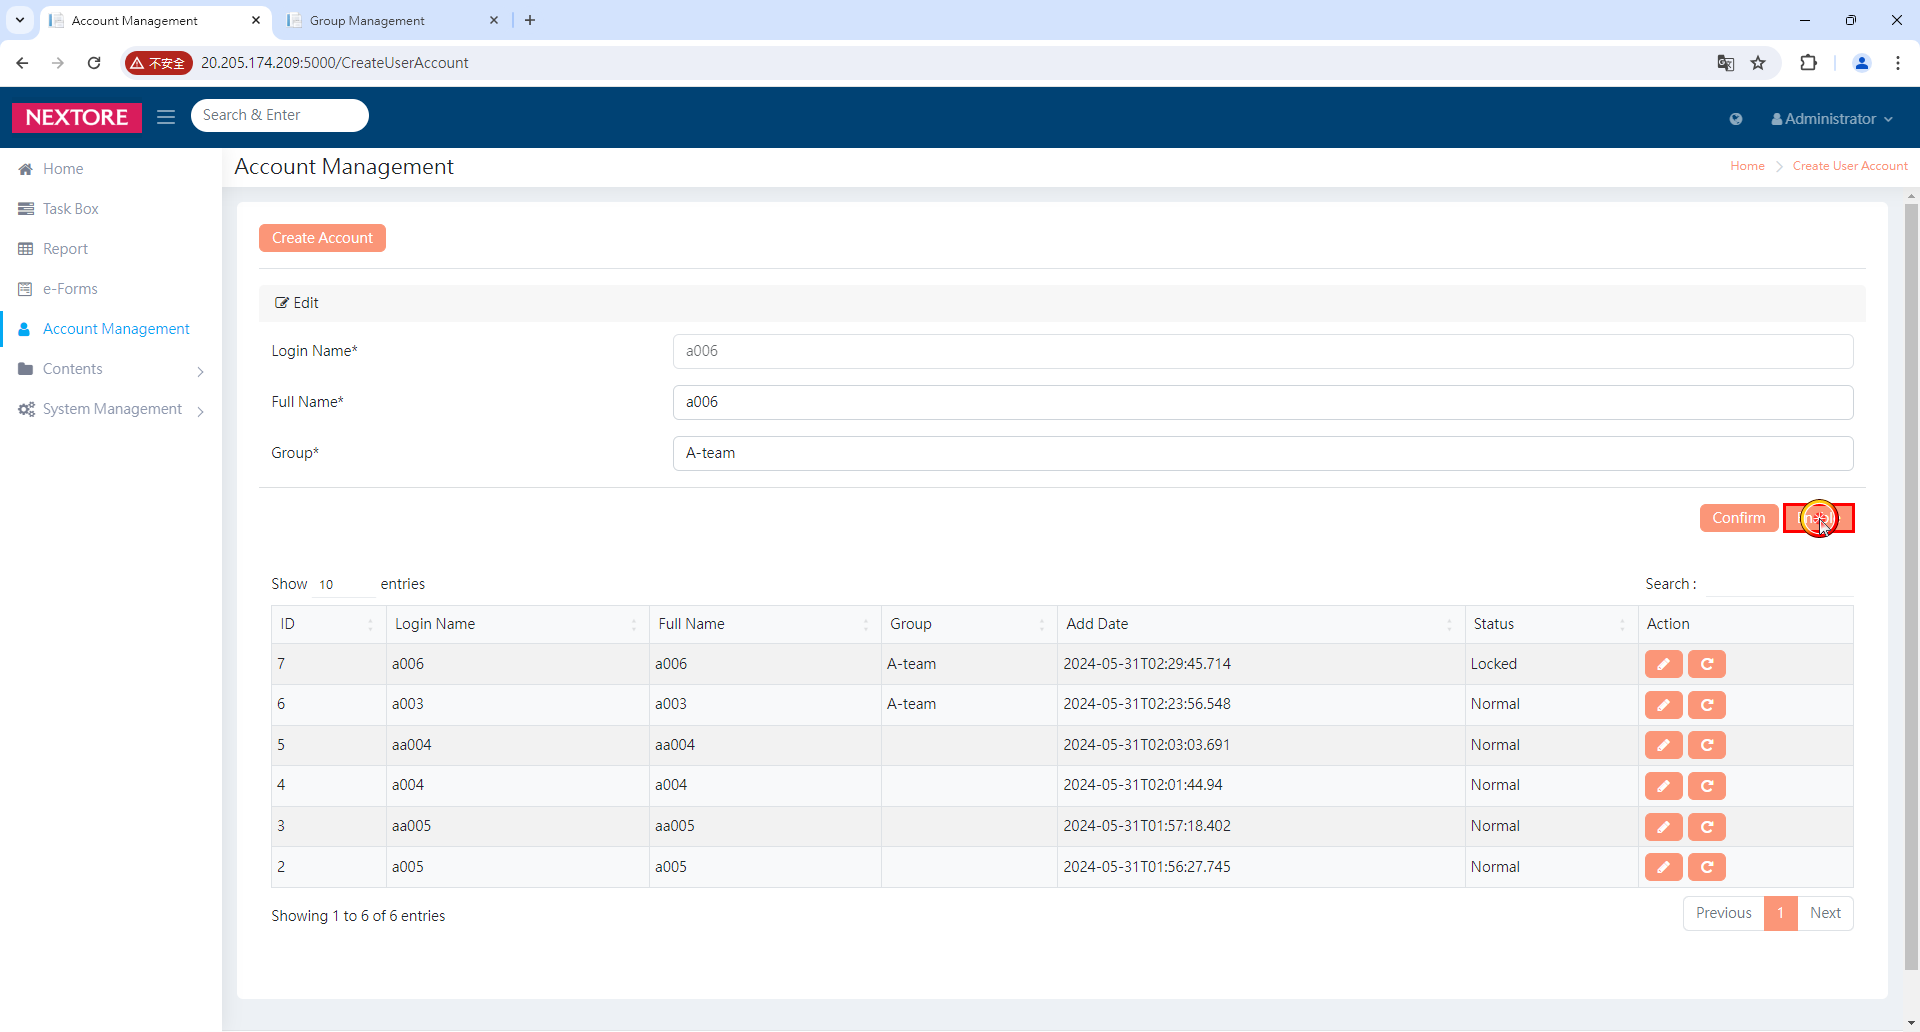 Account Management
Group Management
不安全
20.205.174.209:5000/CreateUserAccount
NEXTORE
Search & Enter
Administrator
Home
Task Box
Report
e-Forms
Account Management
Contents
System Management
Account Management
Home
Create User Account
Create Account
Edit
Login Name*
a006
Full Name*
a006
Group*
A-team
Confirm
Show 10 entries
Search :
ID Login Name Full Name Group Add Date Status Action
7 a006 a006 A-team 2024-05-31T02:29:45.714 Locked
6 a003 a003 A-team 2024-05-31T02:23:56.548 Normal
5 aa004 aa004 2024-05-31T02:03:03.691 Normal
4 a004 a004 2024-05-31T02:01:44.94 Normal
3 aa005 aa005 2024-05-31T01:57:18.402 Normal
2 a005 a005 2024-05-31T01:56:27.745 Normal
Showing 1 to 6 of 6 entries
Previous 1 Next